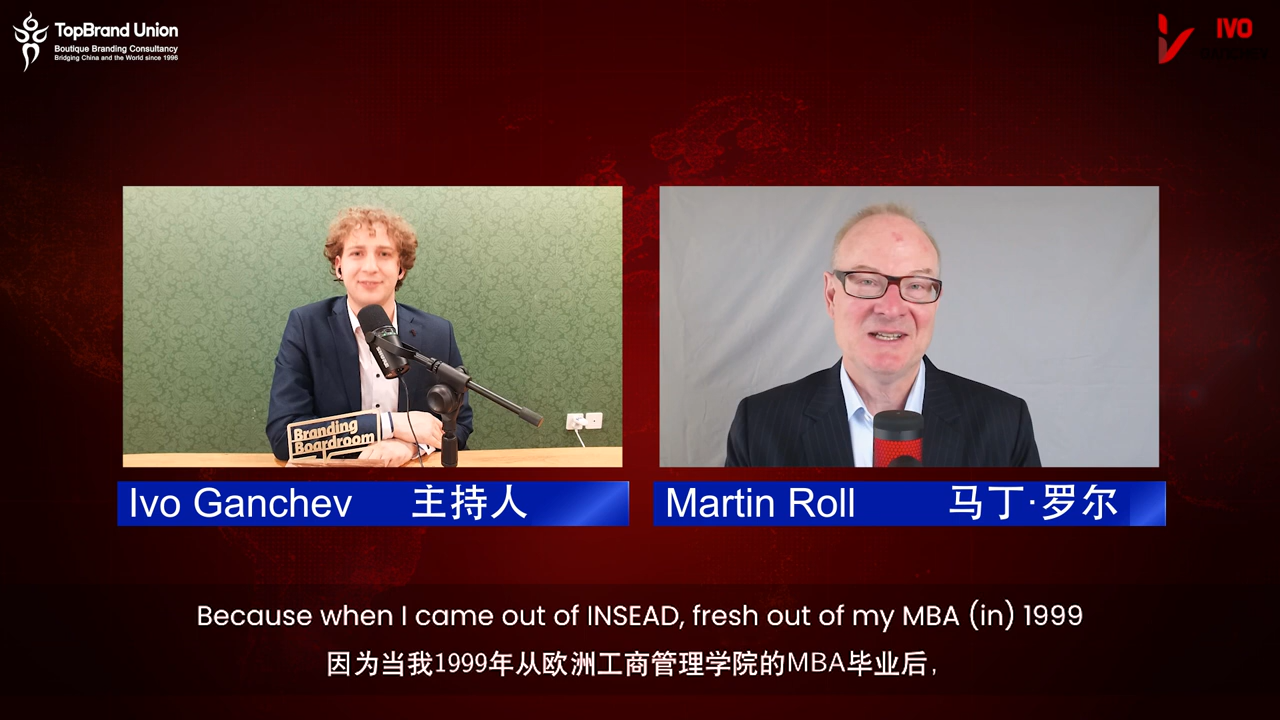 TopBrand Union
Boutique Branding Consultancy
Bridging China and the World since 1996
IVO
Branding
Boardroom
Ivo Ganchev 主持人
Martin Roll 马丁·罗尔
Because when I came out of INSEAD, fresh out of my MBA (in) 1999
因为当我1999年从欧洲工商管理学院的MBA毕业后，